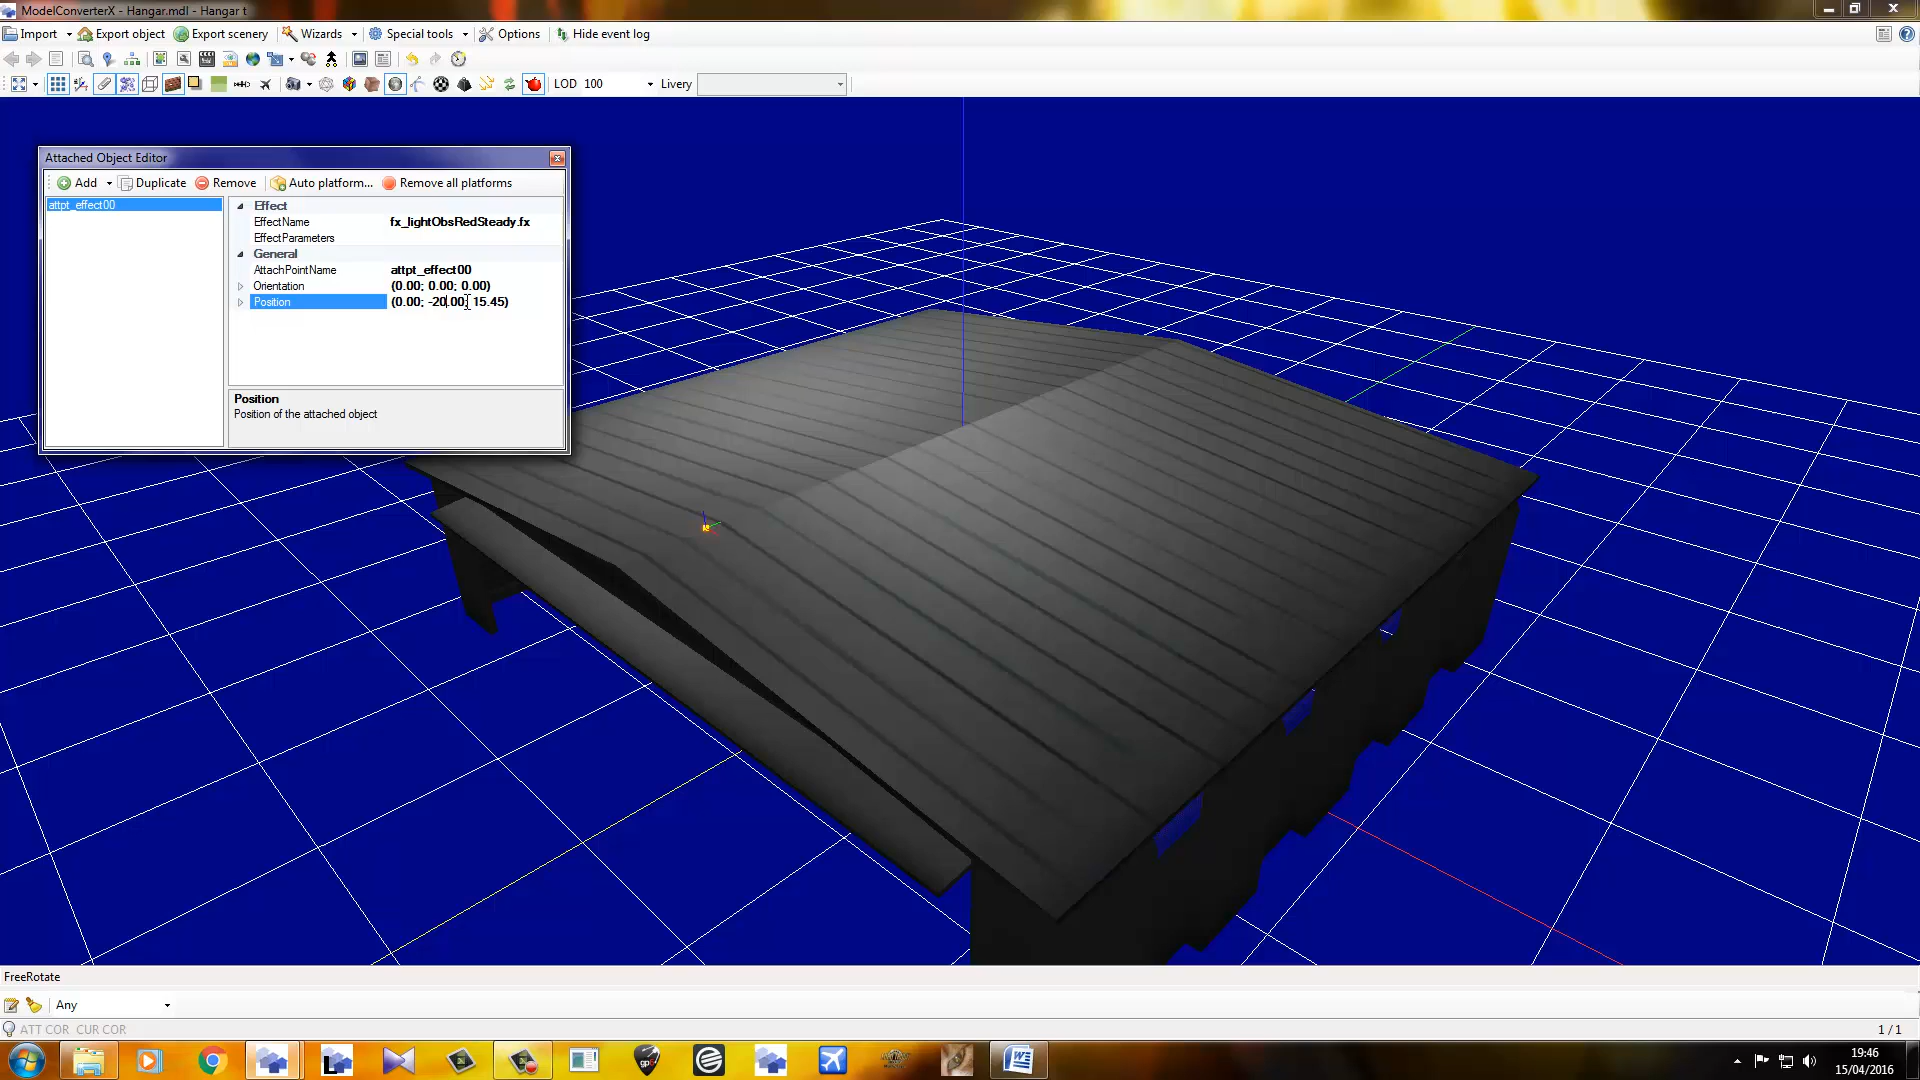 ModelConverterX - Hangar.mdl - Hangar t
Import Export object Export scenery Wizards Special tools Options Hide event log
LOD 100 Livery
Attached Object Editor
Add Duplicate Remove Auto platform... Remove all platforms
attpt_effect00
Effect
EffectName fx_lightObsRedSteady.fx
EffectParameters
General
AttachPointName attpt_effect00
Orientation (0.00; 0.00; 0.00)
Position (0.00; -20.00; 15.45)
Position
Position of the attached object
FreeRotate
Any
ATT COR CUR COR 1 / 1
19:46
15/04/2016